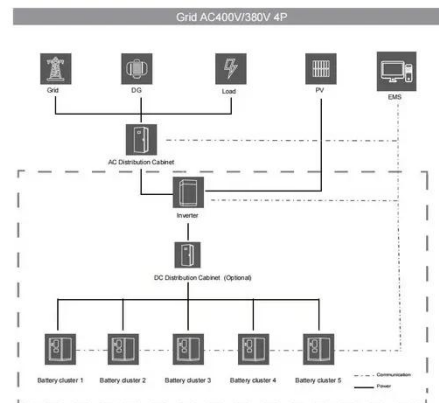 Grid AC400V/380V 4P
Grid
DG
Load
PV
EMS
AC Distribution Cabinet
Inverter
DC Distribution Cabinet (Optional)
Battery cluster 1
Battery cluster 2
Battery cluster 3
Battery cluster 4
Battery cluster 5
Communication
Power